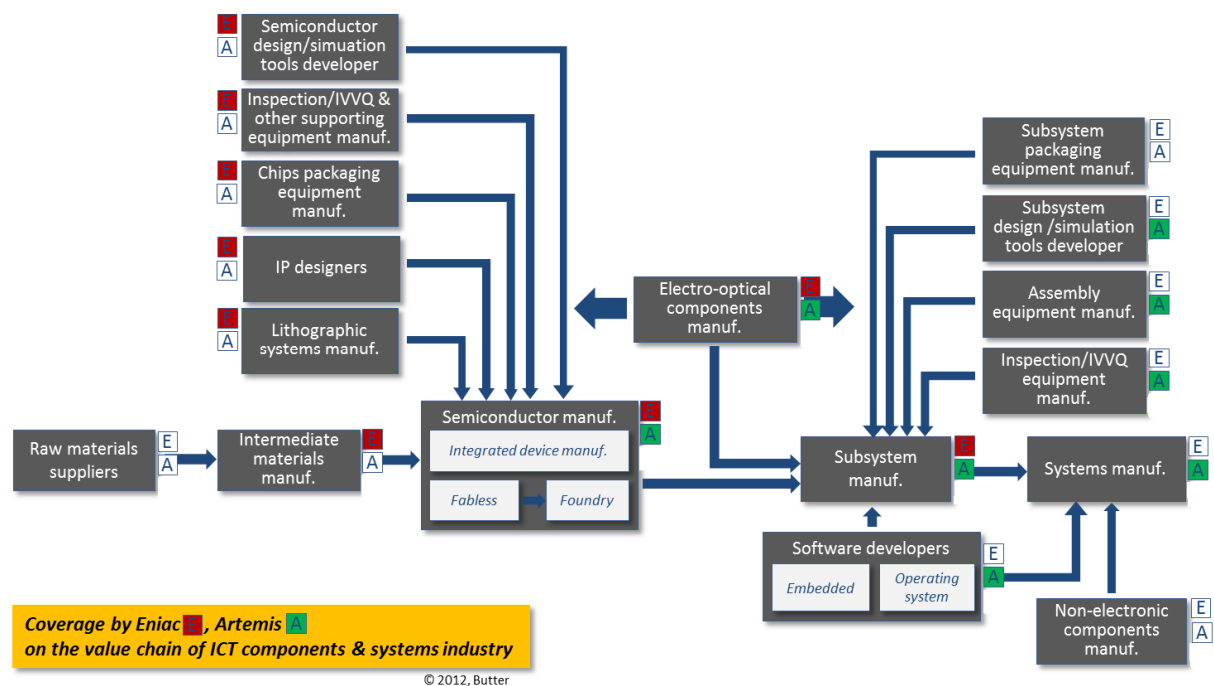 E
A
Semiconductor
design/simuation
tools developer
E
A
Inspection/IVVQ &
other supporting
equipment manuf.
E
A
Chips packaging
equipment
manuf.
E
A
IP designers
E
A
Lithographic
systems manuf.
Electro-optical
components
manuf.
E
A
Subsystem
packaging
equipment manuf.
E
A
Subsystem
design /simulation
tools developer
E
A
Assembly
equipment manuf.
E
A
Inspection/IVVQ
equipment
manuf.
E
A
Raw materials
suppliers
E
A
Intermediate
materials
manuf.
E
A
Semiconductor manuf.
E
A
Integrated device manuf.
Fabless
Foundry
Subsystem
manuf.
E
A
Systems manuf.
E
A
Software developers
E
A
Embedded
Operating
system
Non-electronic
components
manuf.
E
A
Coverage by Eniac E, Artemis A
on the value chain of ICT components & systems industry
© 2012, Butter